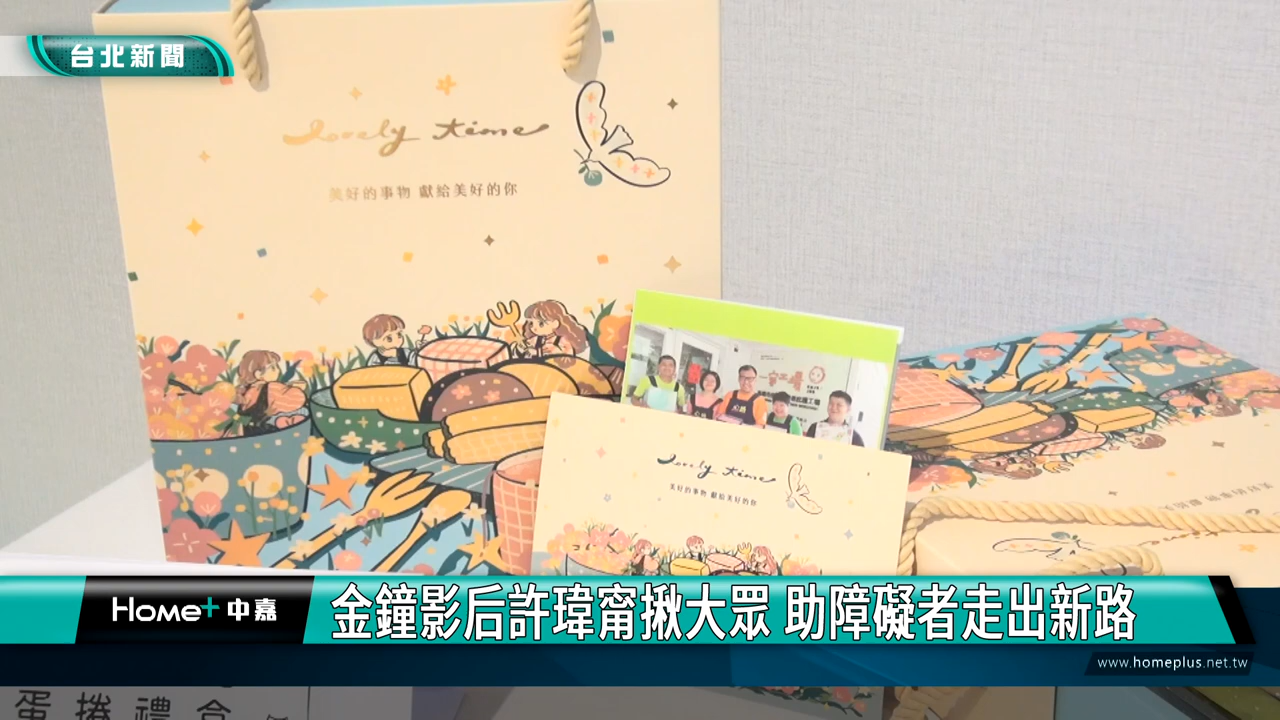 台北新聞
lovely time
美好的事物 獻給美好的你
lovely time
美好的事物 獻給美好的你
Home+ 中嘉
金鐘影后許瑋甯揪大眾 助障礙者走出新路
www.homeplus.net.tw
蛋捲禮盒